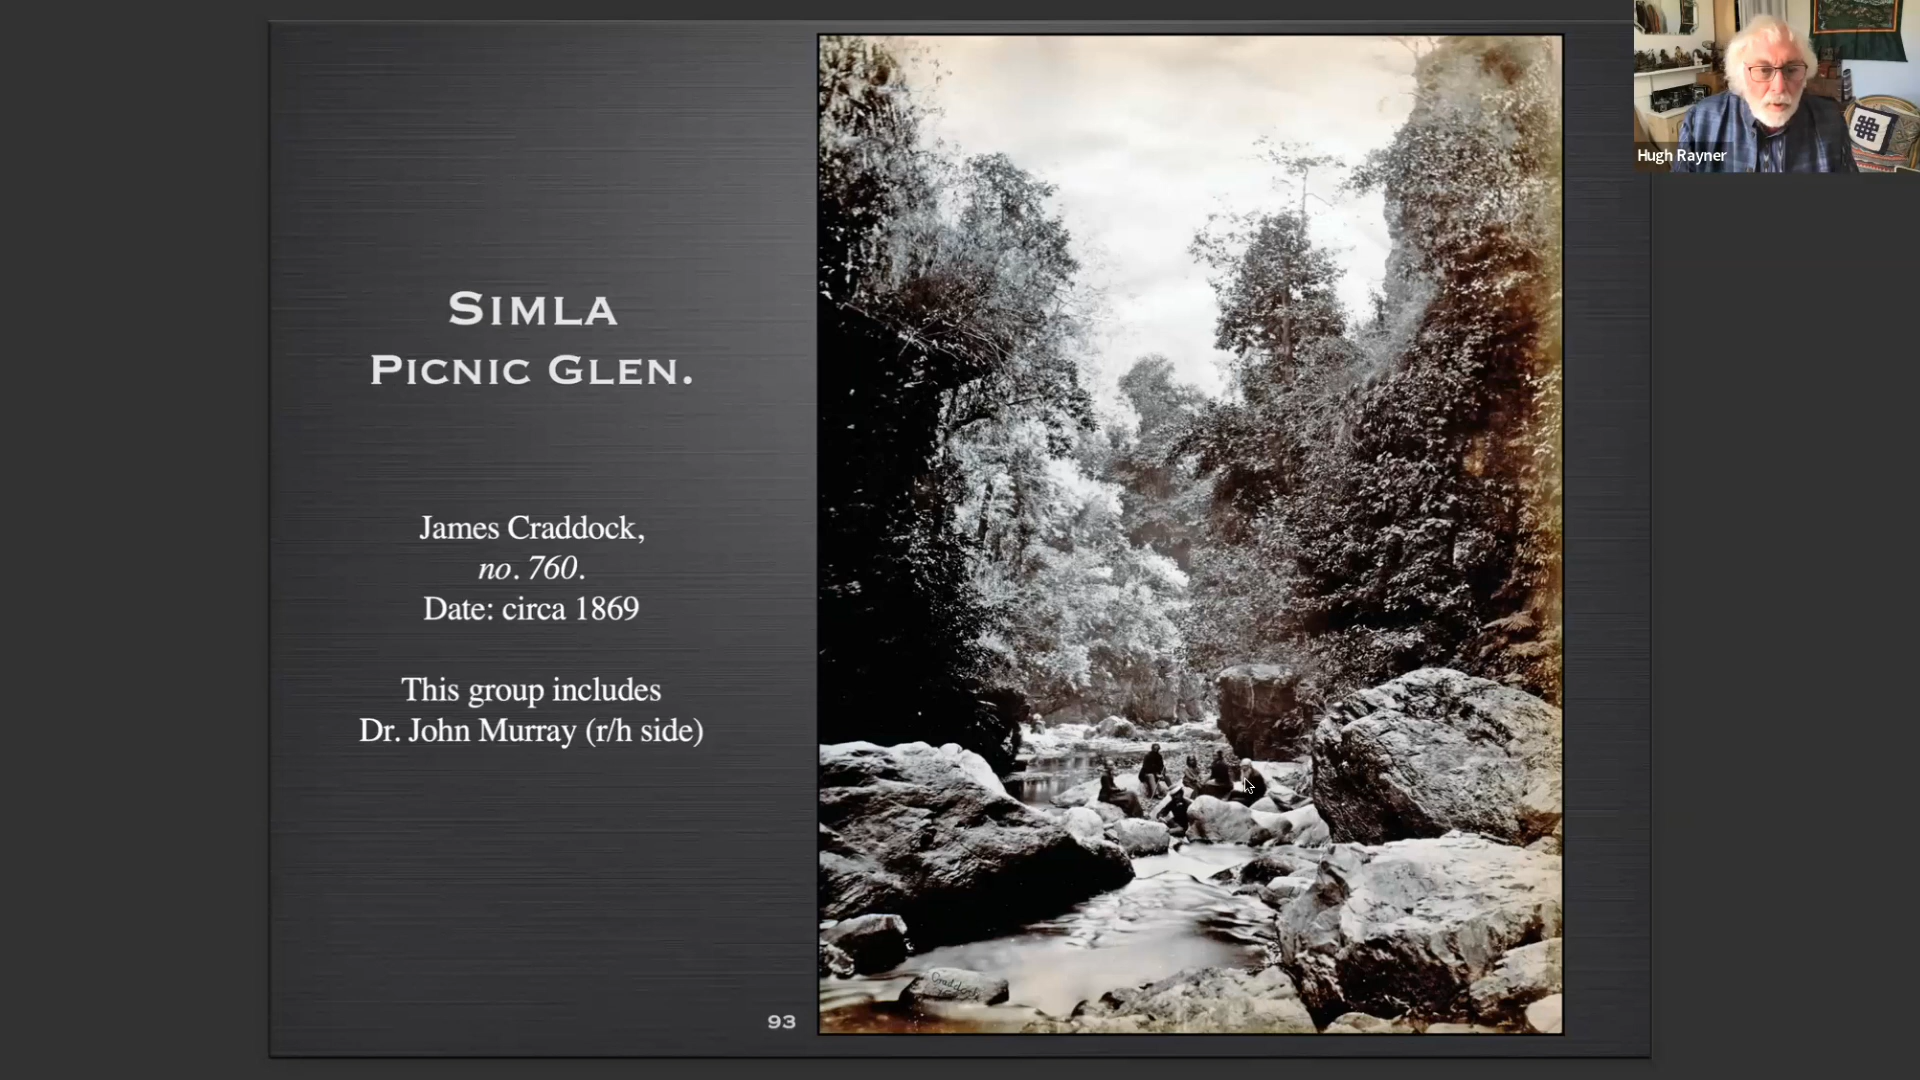 SIMLA
PICNIC GLEN.
James Craddock,
no. 760.
Date: circa 1869
This group includes
Dr. John Murray (r/h side)
93
Craddock
Hugh Rayner